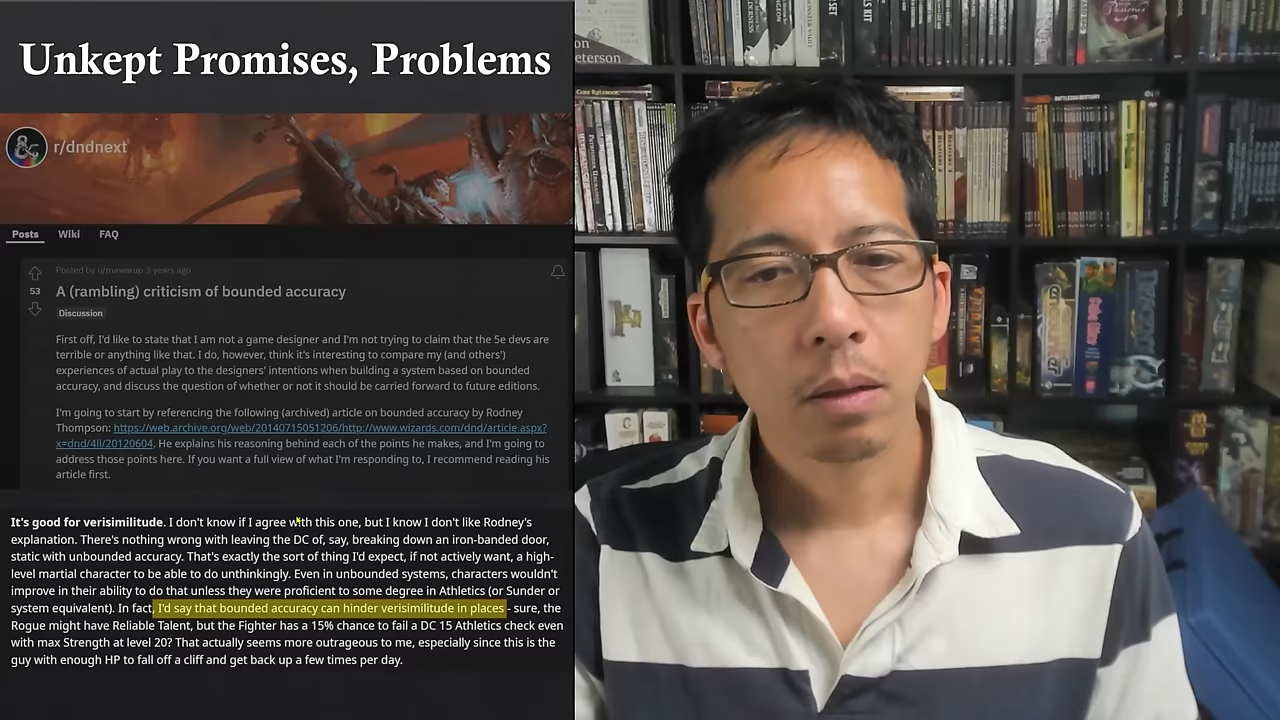 Unkept Promises, Problems
r/dndnext
Posts Wiki FAQ
Posted by u/mawarup 3 years ago
53
A (rambling) criticism of bounded accuracy
Discussion
First off, I'd like to state that I am not a game designer and I'm not trying to claim that the 5e devs are
terrible or anything like that. I do, however, think it's interesting to compare my (and others')
experiences of actual play to the designers' intentions when building a system based on bounded
accuracy, and discuss the question of whether or not it should be carried forward to future editions.
I'm going to start by referencing the following (archived) article on bounded accuracy by Rodney
Thompson: https://web.archive.org/web/20140715051206/http://www.wizards.com/dnd/article.aspx?
x=dnd/4ll/20120604. He explains his reasoning behind each of the points he makes, and I'm going to
address those points here. If you want a full view of what I'm responding to, I recommend reading his
article first.
It's good for verisimilitude. I don't know if I agree with this one, but I know I don't like Rodney's
explanation. There's nothing wrong with leaving the DC of, say, breaking down an iron-banded door,
static with unbounded accuracy. That's exactly the sort of thing I'd expect, if not actively want, a high-
level martial character to be able to do unthinkingly. Even in unbounded systems, characters wouldn't
improve in their ability to do that unless they were proficient to some degree in Athletics (or Sunder or
system equivalent). In fact, I'd say that bounded accuracy can hinder verisimilitude in places - sure, the
Rogue might have Reliable Talent, but the Fighter has a 15% chance to fail a DC 15 Athletics check even
with max Strength at level 20? That actually seems more outrageous to me, especially since this is the
guy with enough HP to fall off a cliff and get back up a few times per day.
on
eterson
KIT